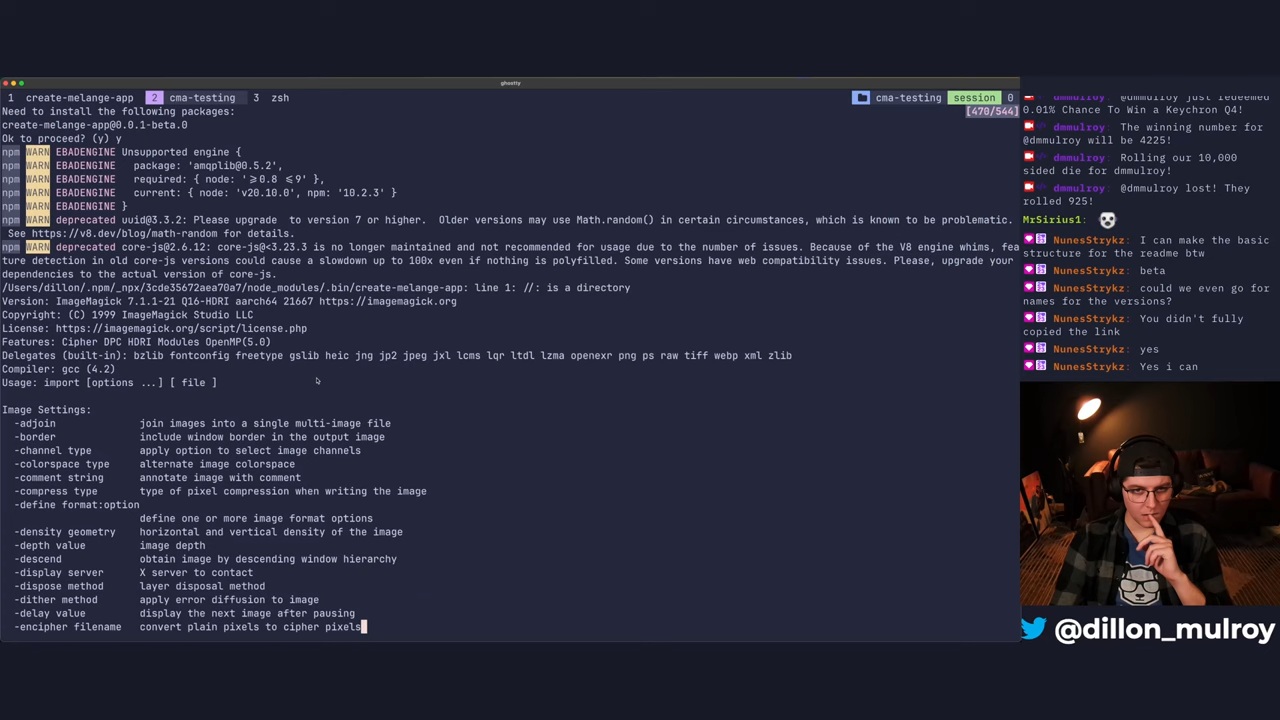 ghostty
1 create-melange-app 2 cma-testing 3 zsh
cma-testing session 0
Need to install the following packages:
[470/544]
create-melange-app@0.0.1-beta.0
Ok to proceed? (y) y
npm WARN EBADENGINE Unsupported engine {
npm WARN EBADENGINE   package: 'amqplib@0.5.2',
npm WARN EBADENGINE   required: { node: '>=0.8 <=9' },
npm WARN EBADENGINE   current: { node: 'v20.10.0', npm: '10.2.3' }
npm WARN EBADENGINE }
npm WARN deprecated uuid@3.3.2: Please upgrade  to version 7 or higher.  Older versions may use Math.random() in certain circumstances, which is known to be problematic.
See https://v8.dev/blog/math-random for details.
npm WARN deprecated core-js@2.6.12: core-js@<3.23.3 is no longer maintained and not recommended for usage due to the number of issues. Because of the V8 engine whims, fea
ture detection in old core-js versions could cause a slowdown up to 100x even if nothing is polyfilled. Some versions have web compatibility issues. Please, upgrade your
dependencies to the actual version of core-js.
/Users/dillon/.npm/_npx/3cde35672aea70a7/node_modules/.bin/create-melange-app: line 1: //: is a directory
Version: ImageMagick 7.1.1-21 Q16-HDRI aarch64 21667 https://imagemagick.org
Copyright: (C) 1999 ImageMagick Studio LLC
License: https://imagemagick.org/script/license.php
Features: Cipher DPC HDRI Modules OpenMP(5.0)
Delegates (built-in): bzlib fontconfig freetype gslib heic jng jp2 jpeg jxl lcms lqr ltdl lzma openexr png ps raw tiff webp xml zlib
Compiler: gcc (4.2)
Usage: import [options ...] [ file ]
Image Settings:
-adjoin join images into a single multi-image file
-border include window border in the output image
-channel type apply option to select image channels
-colorspace type alternate image colorspace
-comment string annotate image with comment
-compress type type of pixel compression when writing the image
-define format:option
define one or more image format options
-density geometry horizontal and vertical density of the image
-depth value image depth
-descend obtain image by descending window hierarchy
-display server X server to contact
-dispose method layer disposal method
-dither method apply error diffusion to image
-delay value display the next image after pausing
-encipher filename convert plain pixels to cipher pixels
dmmulroy: @dmmulroy just redeemed
0.01% Chance To Win a Keychron Q4!
dmmulroy: The winning number for
@dmmulroy will be 4225!
dmmulroy: Rolling our 10,000
sided die for dmmulroy!
dmmulroy: @dmmulroy lost! They
rolled 925!
MrSirius1:
NunesStrykz: I can make the basic
structure for the readme btw
NunesStrykz: beta
NunesStrykz: could we even go for
names for the versions?
NunesStrykz: You didn't fully
copied the link
NunesStrykz: yes
NunesStrykz: Yes i can
@dillon_mulroy